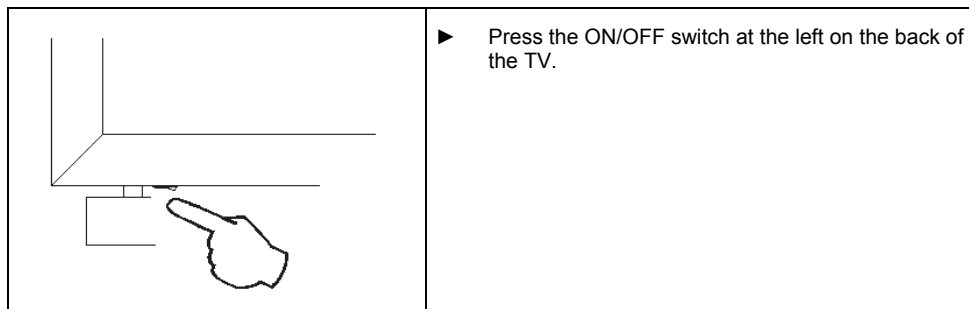 ► Press the ON/OFF switch at the left on the back of
the TV.